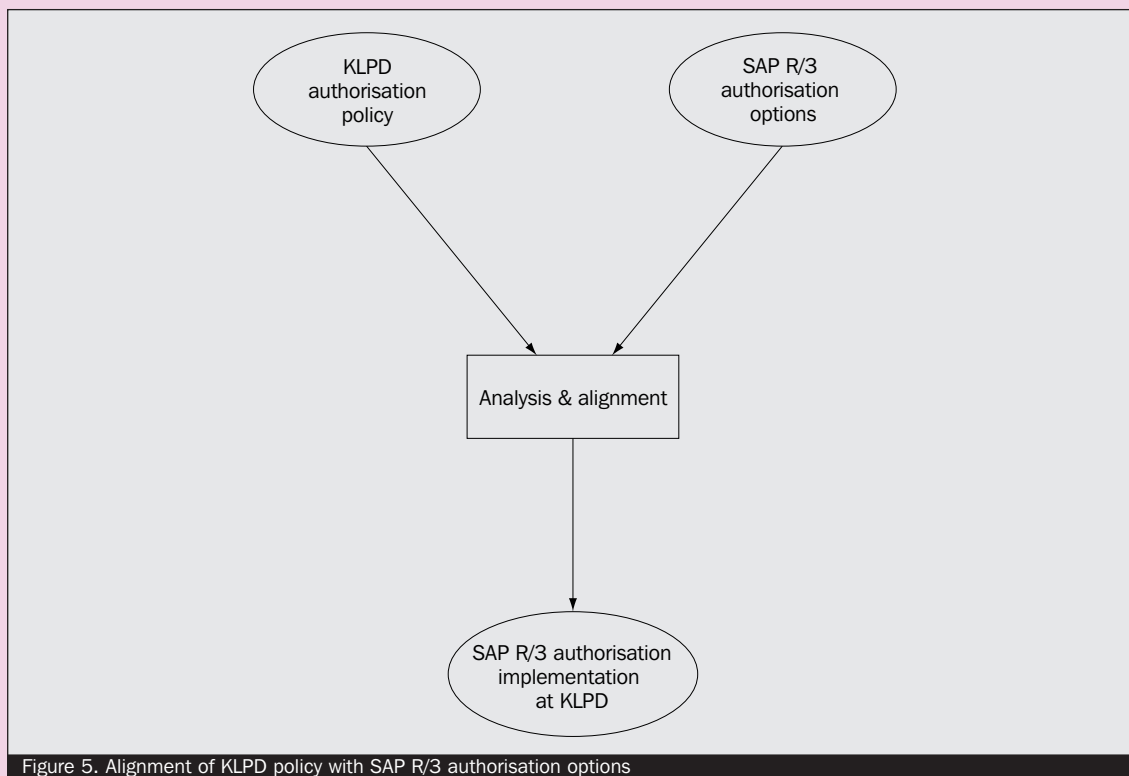 KLPD
authorisation
policy
SAP R/3
authorisation
options
Analysis & alignment
SAP R/3 authorisation
implementation
at KLPD
Figure 5. Alignment of KLPD policy with SAP R/3 authorisation options